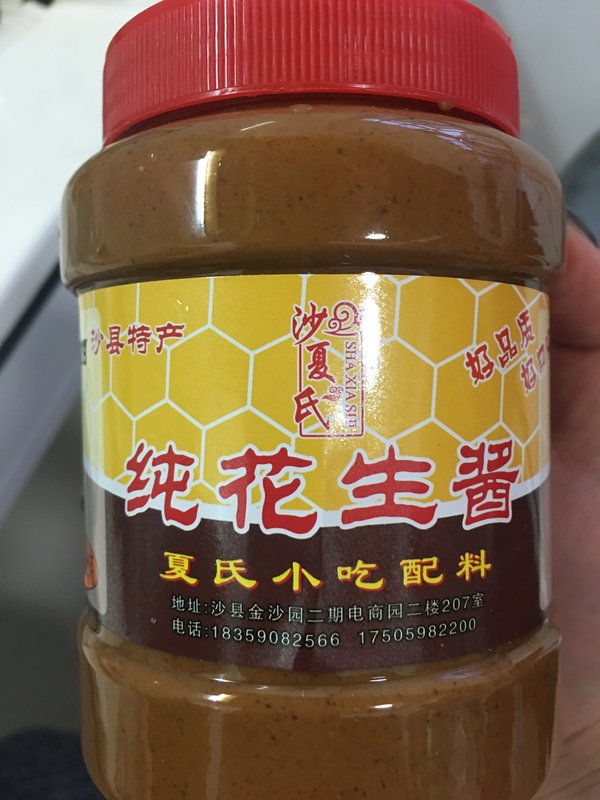 沙县特产
沙夏氏
SHA XIA SHI
好品质
纯花生酱
夏氏小吃配料
地址:沙县金沙园二期电商园二楼207室
电话:18359082566 17505982200